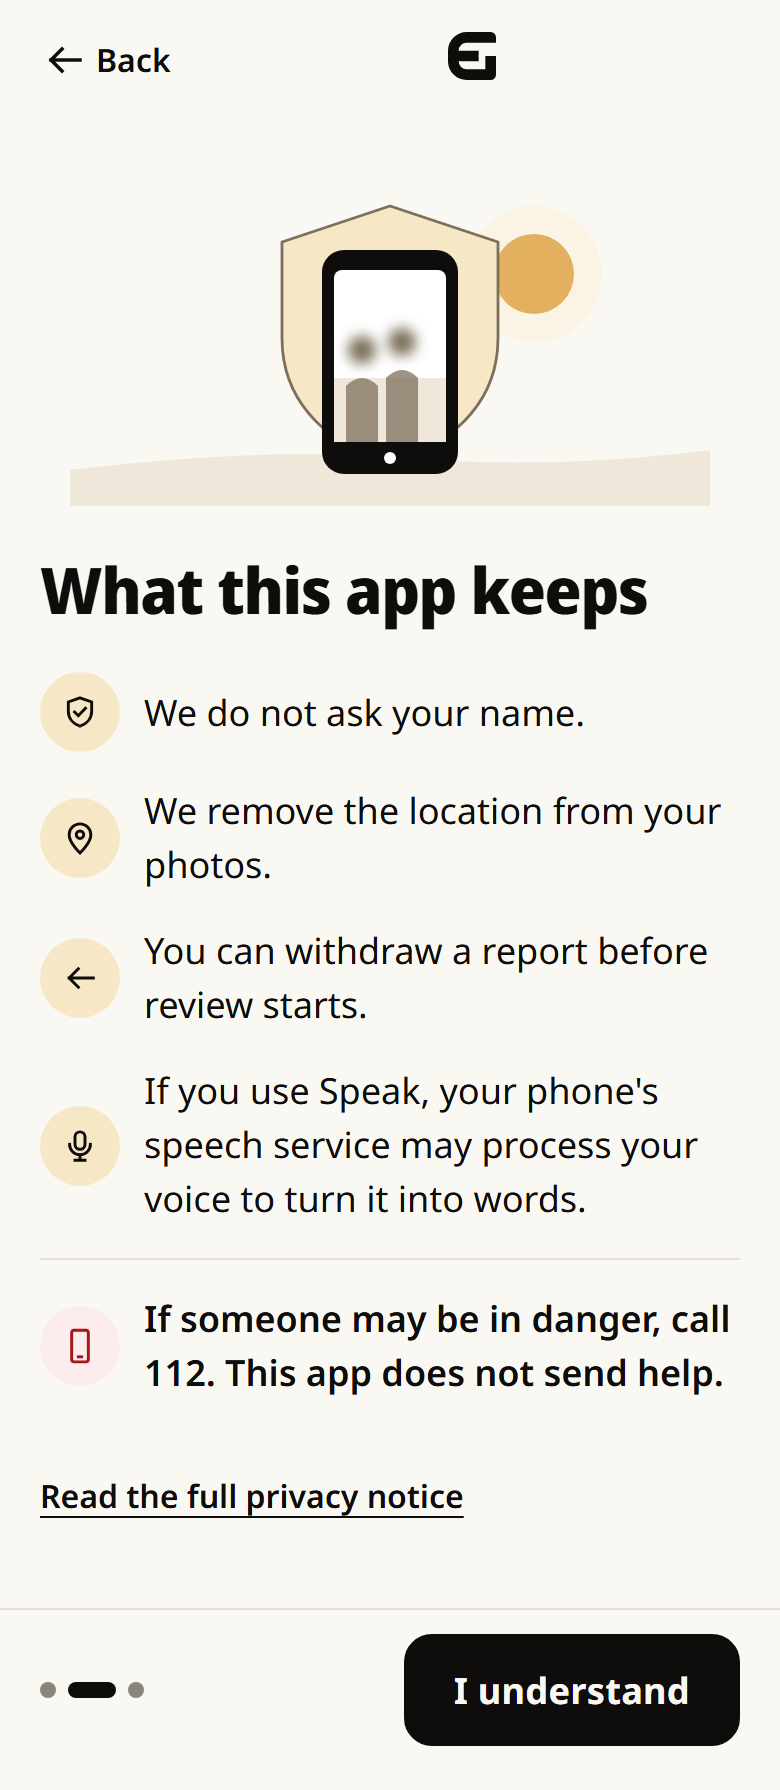 Back
What this app keeps
We do not ask your name.
We remove the location from your
photos.
You can withdraw a report before
review starts.
If you use Speak, your phone's
speech service may process your
voice to turn it into words.
If someone may be in danger, call
112. This app does not send help.
Read the full privacy notice
I understand